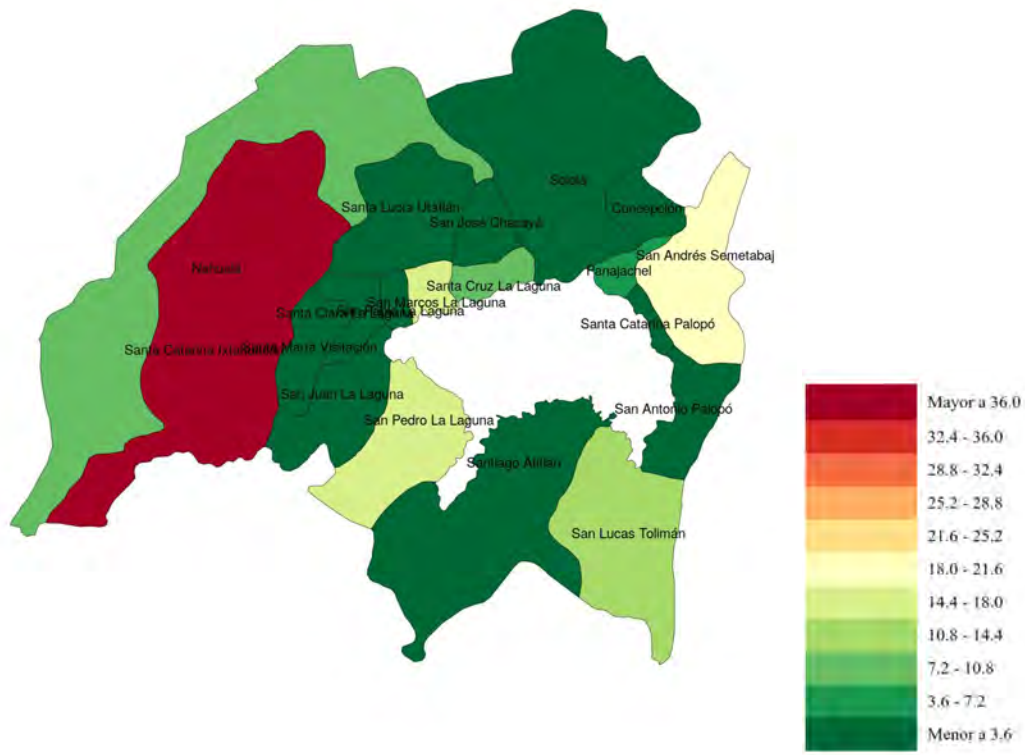 Sololá
Santa Lucía Utatlán
Concepción
San José Chacayá
San Andrés Semetabaj
Nahualá
Panajachel
Santa Cruz La Laguna
San Marcos La Laguna
Santa Clara La Laguna
Santa Catarina Palopó
Santa María Visitación
San Juan La Laguna
San Antonio Palopó
San Pedro La Laguna
Santiago Atitlán
San Lucas Tolimán
Mayor a 36.0
32.4 - 36.0
28.8 - 32.4
25.2 - 28.8
21.6 - 25.2
18.0 - 21.6
14.4 - 18.0
10.8 - 14.4
7.2 - 10.8
3.6 - 7.2
Menor a 3.6